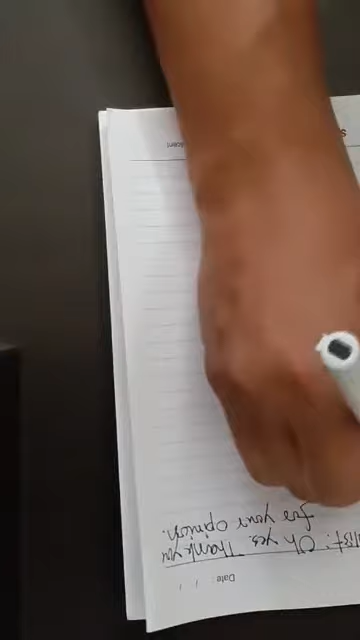 Date: / /
Oh yes. Thank you
for your opinion.